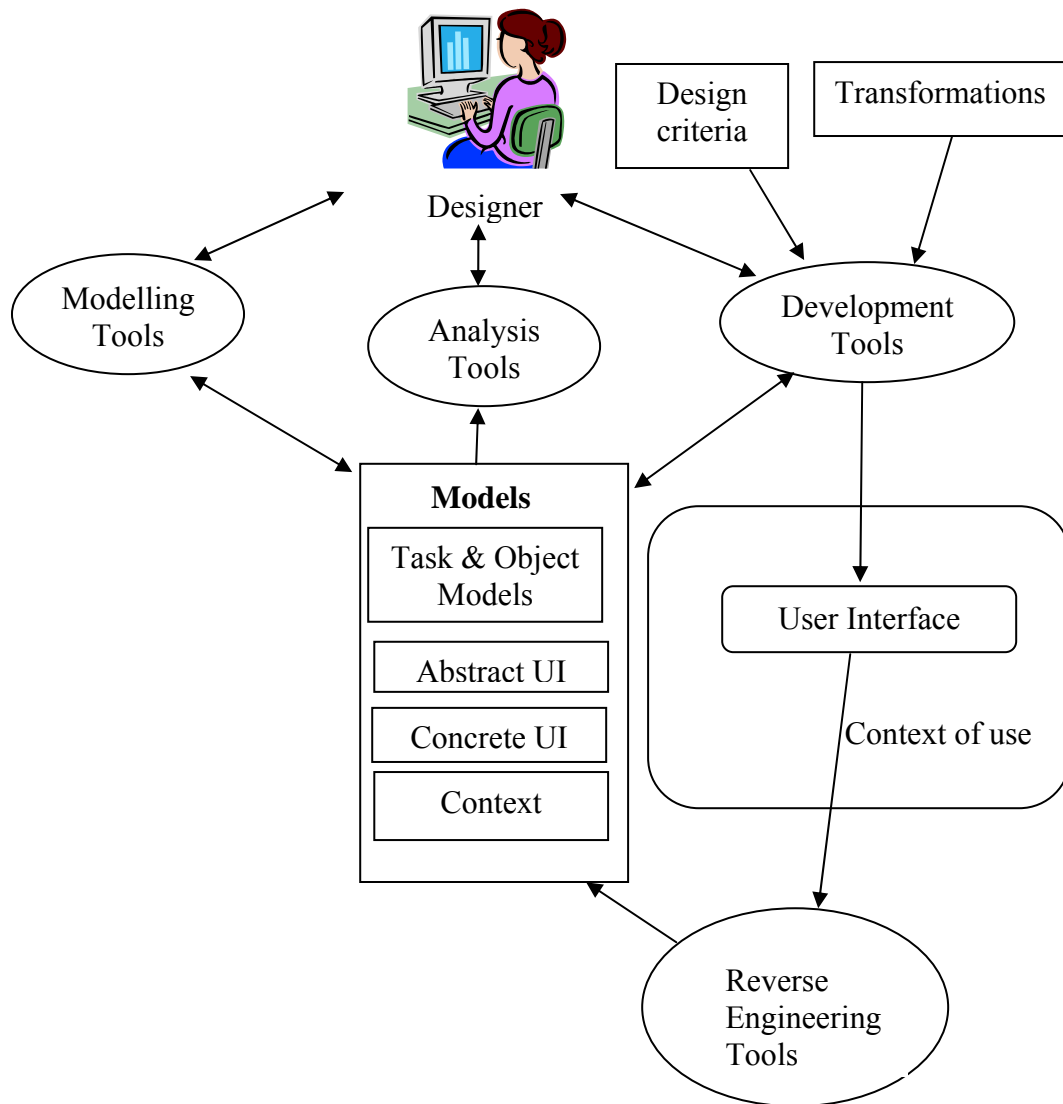 Design
criteria
Transformations
Designer
Modelling
Tools
Analysis
Tools
Development
Tools
Models
Task & Object
Models
Abstract UI
Concrete UI
Context
User Interface
Context of use
Reverse
Engineering
Tools